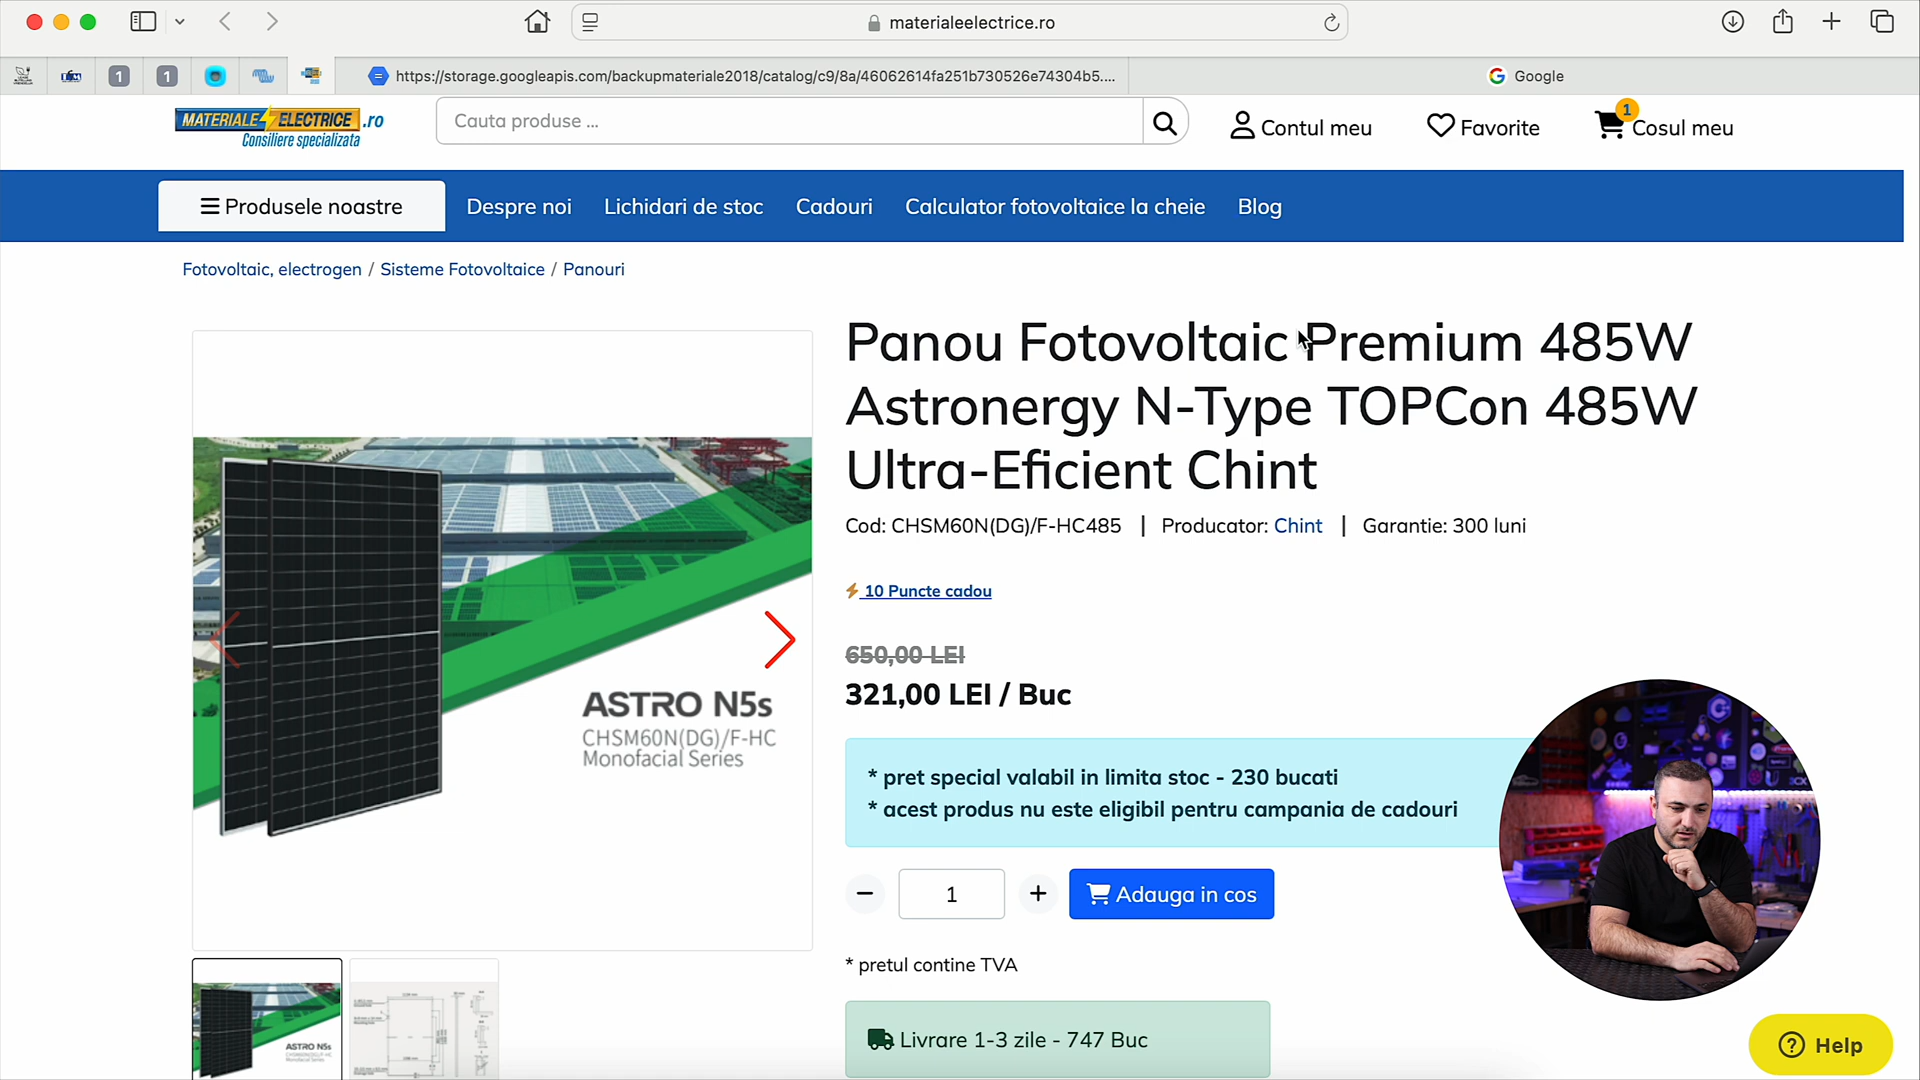 materialeelectrice.ro
1
1
https://storage.googleapis.com/backupmateriale2018/catalog/c9/8a/46062614fa251b730526e74304b5....
Google
MATERIALE ELECTRICE.ro
Consiliere specializata
Cauta produse ...
Contul meu
Favorite
1
Cosul meu
Produsele noastre
Despre noi
Lichidari de stoc
Cadouri
Calculator fotovoltaice la cheie
Blog
Fotovoltaic, electrogen / Sisteme Fotovoltaice / Panouri
Panou Fotovoltaic Premium 485W
Astronergy N-Type TOPCon 485W
Ultra-Eficient Chint
Cod: CHSM60N(DG)/F-HC485 | Producator: Chint | Garantie: 300 luni
10 Puncte cadou
650,00 LEI
321,00 LEI / Buc
ASTRO N5s
CHSM60N(DG)/F-HC
Monofacial Series
* pret special valabil in limita stoc - 230 bucati
* acest produs nu este eligibil pentru campania de cadouri
1
Adauga in cos
* pretul contine TVA
Livrare 1-3 zile - 747 Buc
ASTRO N5s
Help